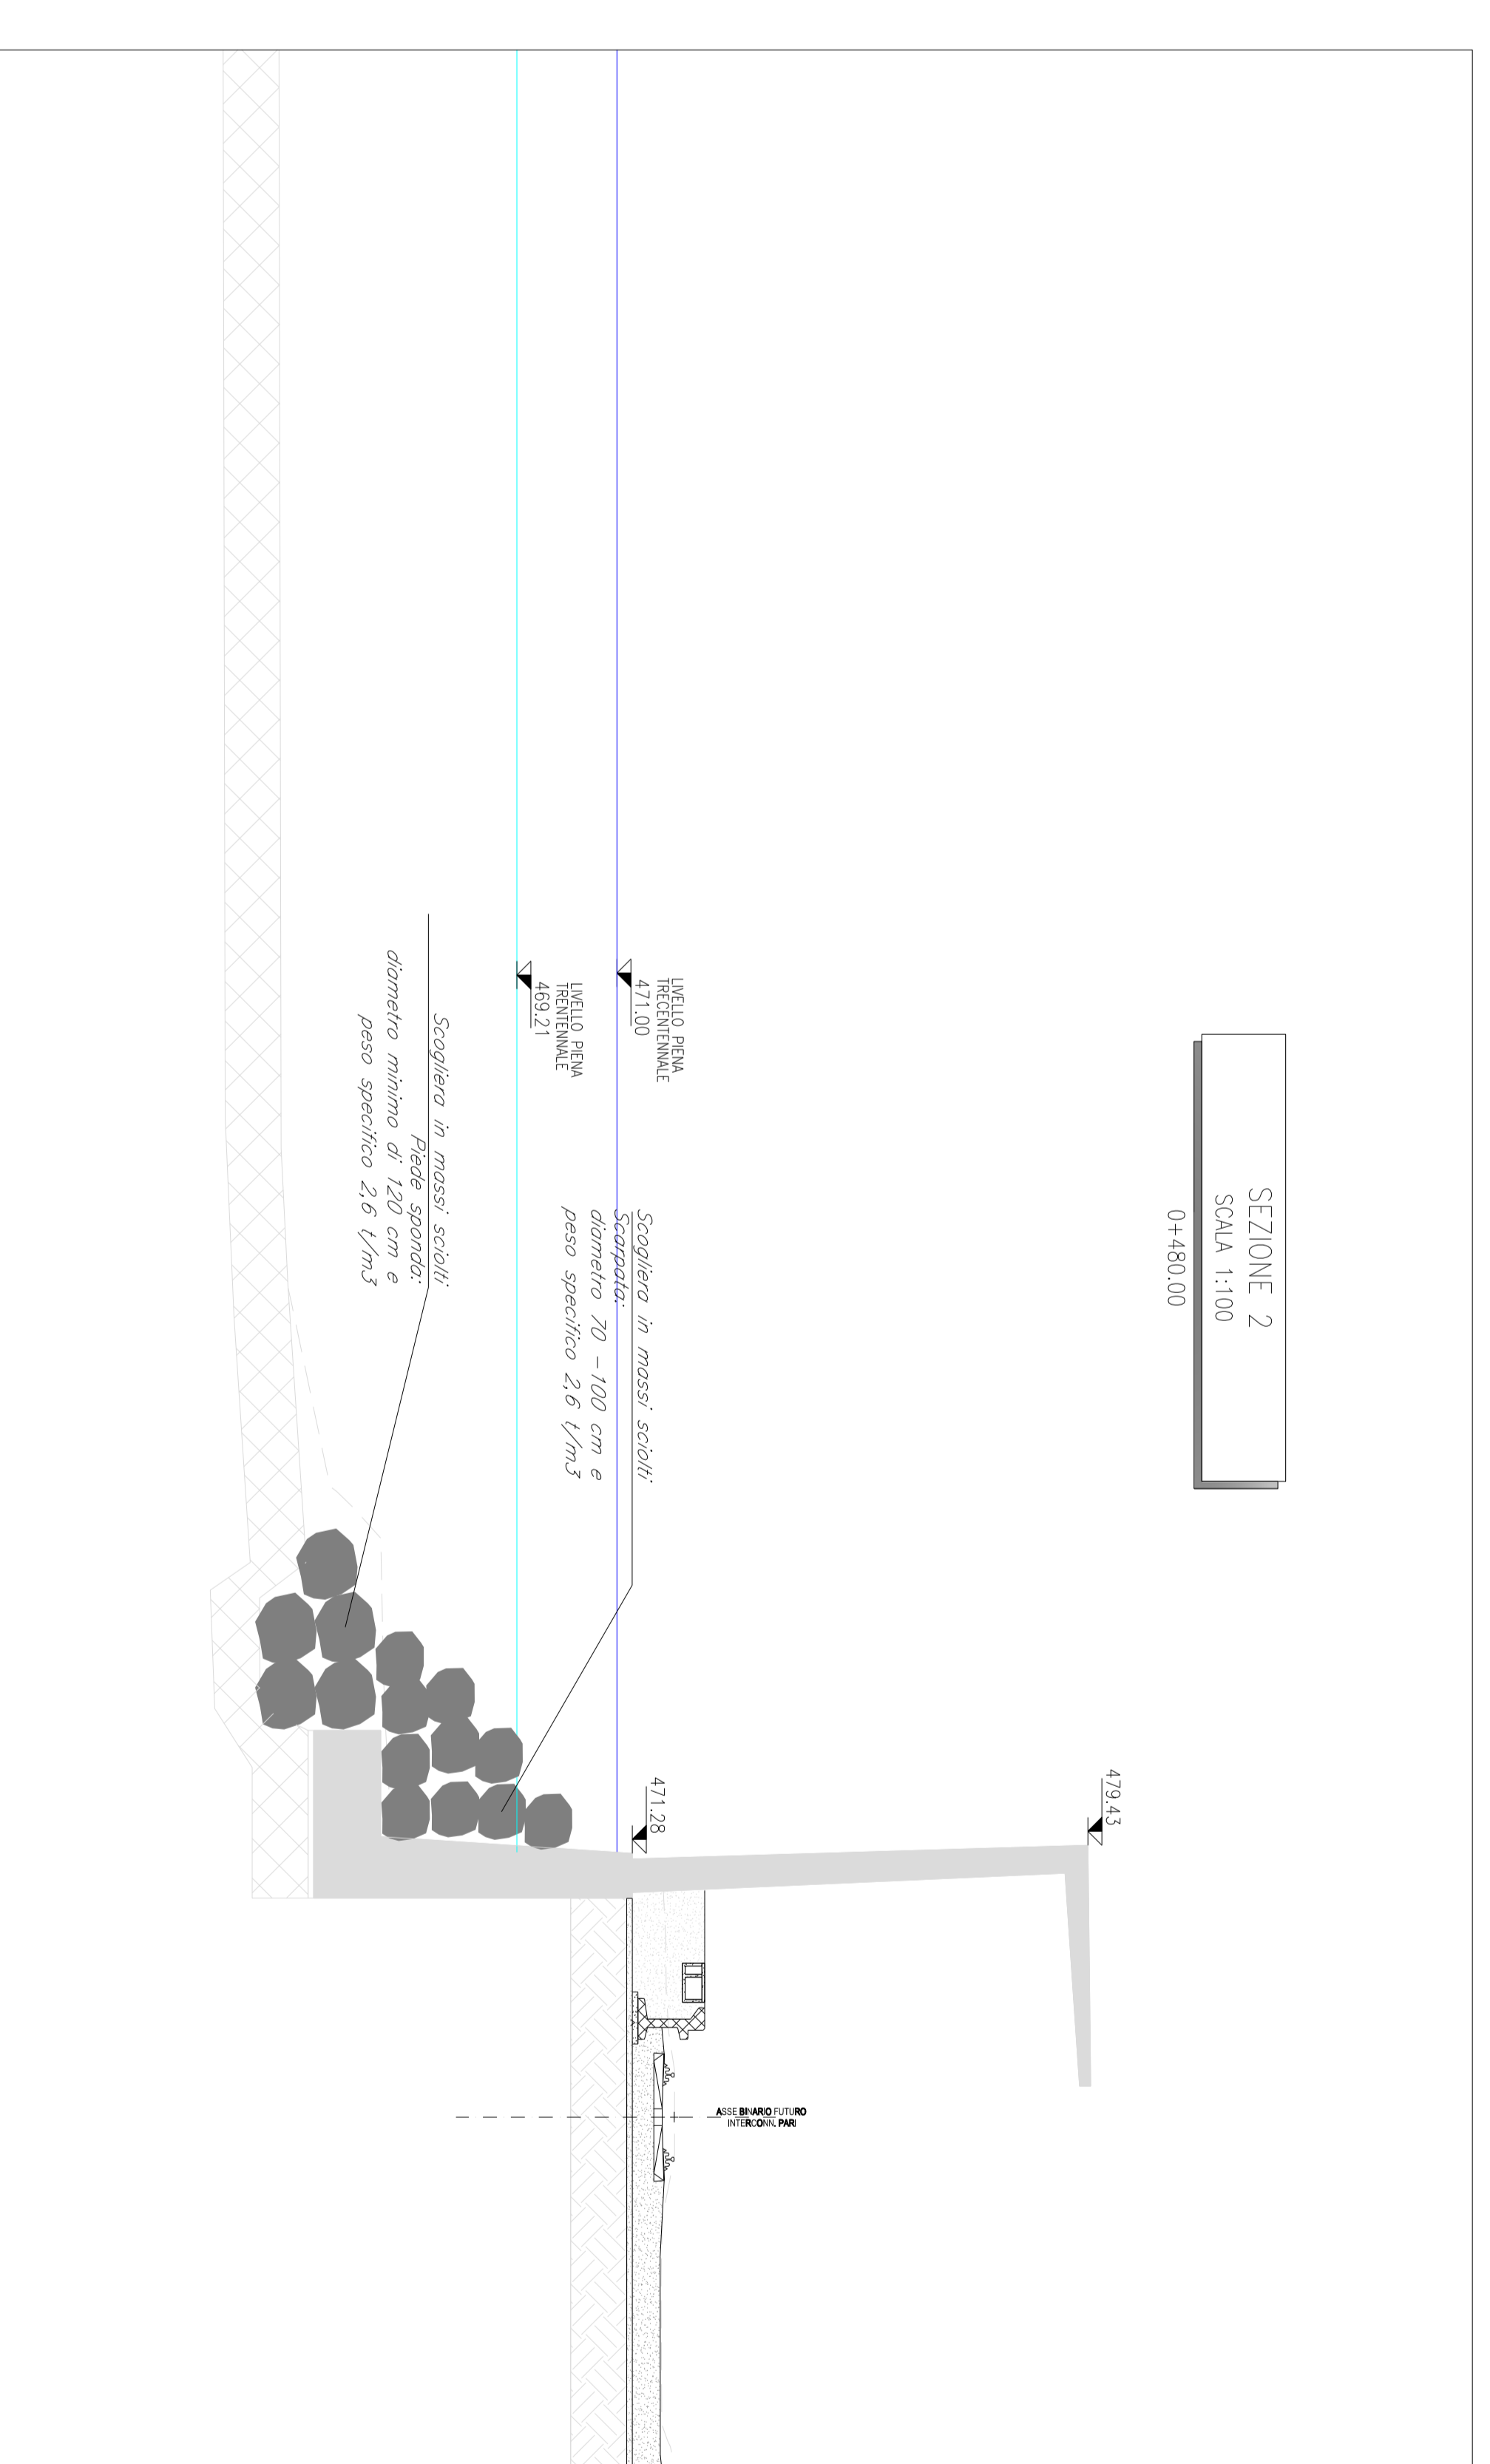 SEZIONE 2
SCALA 1:100
0+480.00
479.43
LIVELLO PIENA
TRECENTENNALE
471.00
471.28
Scogliera in massi sciolti
Scarpata:
diametro 70 -100 cm e
peso specifico 2,6 t/m3
LIVELLO PIENA
TRENTENNALE
469.21
Scogliera in massi sciolti
Piede sponda:
diametro minimo di 120 cm e
peso specifico 2,6 t/m3
ASSE BINARIO FUTURO
INTERCONN. PARI